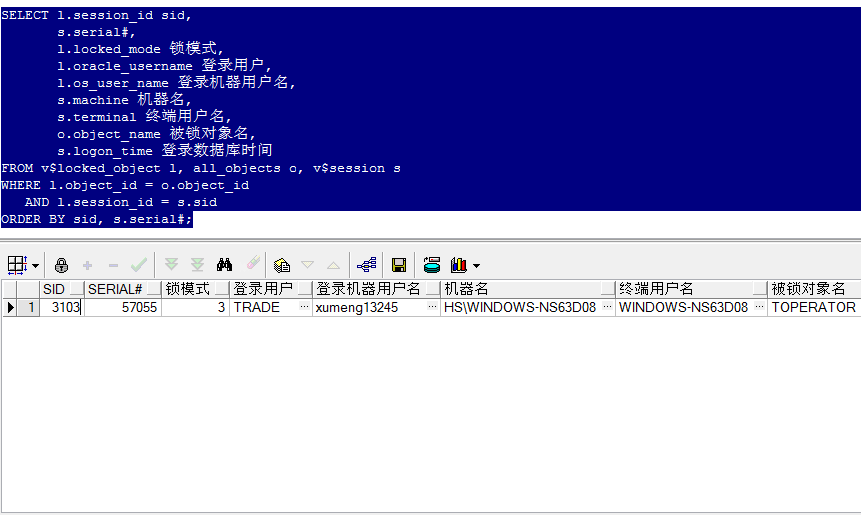 SELECT l.session_id sid,
s.serial#,
l.locked_mode 锁模式,
l.oracle_username 登录用户,
l.os_user_name 登录机器用户名,
s.machine 机器名,
s.terminal 终端用户名,
o.object_name 被锁对象名,
s.logon_time 登录数据库时间
FROM v$locked_object l, all_objects o, v$session s
WHERE l.object_id = o.object_id
AND l.session_id = s.sid
ORDER BY sid, s.serial#;
SID SERIAL# 锁模式 登录用户 登录机器用户名 机器名 终端用户名 被锁对象名
1 3103 57055 3 TRADE ... xumeng13245 ... HS\WINDOWS-NS63D08 ... WINDOWS-NS63D08 ... TOPERATOR